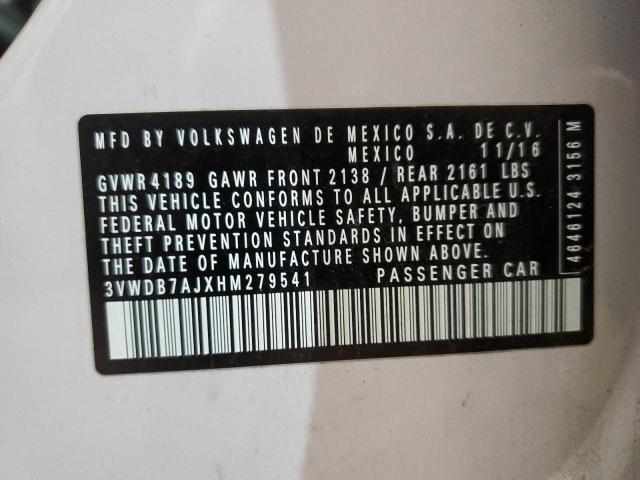 MFD BY VOLKSWAGEN DE MEXICO S.A. DE C.V.
MEXICO 11/16
GVWR 4189 GAWR FRONT 2138 / REAR 2161 LBS
THIS VEHICLE CONFORMS TO ALL APPLICABLE U.S.
FEDERAL MOTOR VEHICLE SAFETY, BUMPER AND
THEFT PREVENTION STANDARDS IN EFFECT ON
THE DATE OF MANUFACTURE SHOWN ABOVE.
3VWDB7AJXHM279541 PASSENGER CAR
4646124 3156 M